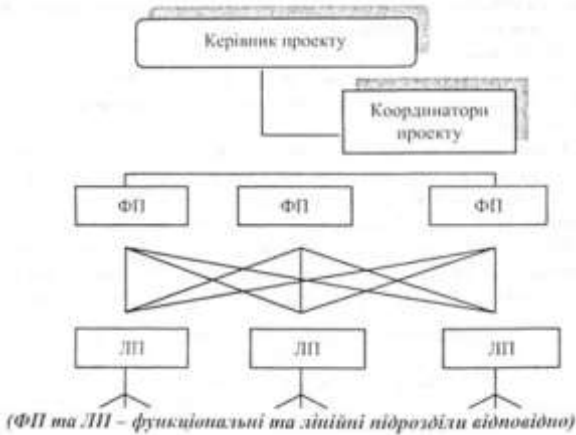 Керівник проекту
Координатори
проекту
ФП ФП ФП
ЛП ЛП ЛП
(ФП та ЛП – функціональні та лінійні підрозділи відповідно)